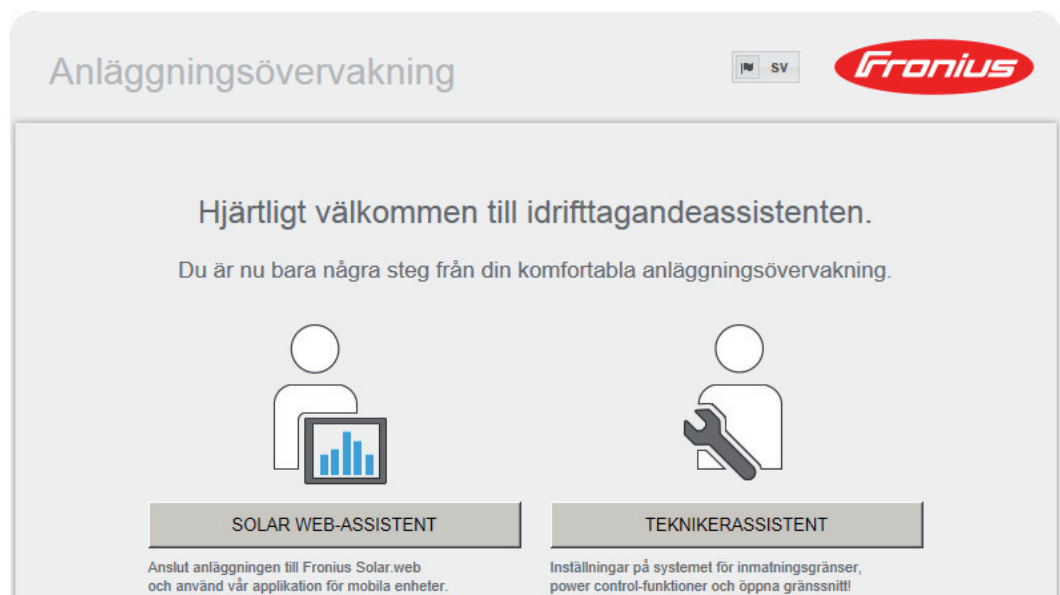 Anläggningsövervakning
SV
Fronius
Hjärtligt välkommen till idrifttagandeassistenten.
Du är nu bara några steg från din komfortabla anläggningsövervakning.
SOLAR WEB-ASSISTENT
Anslut anläggningen till Fronius Solar.web
och använd vår applikation för mobila enheter.
TEKNIKERASSISTENT
Inställningar på systemet för inmatningsgränser,
power control-funktioner och öppna gränssnitt!